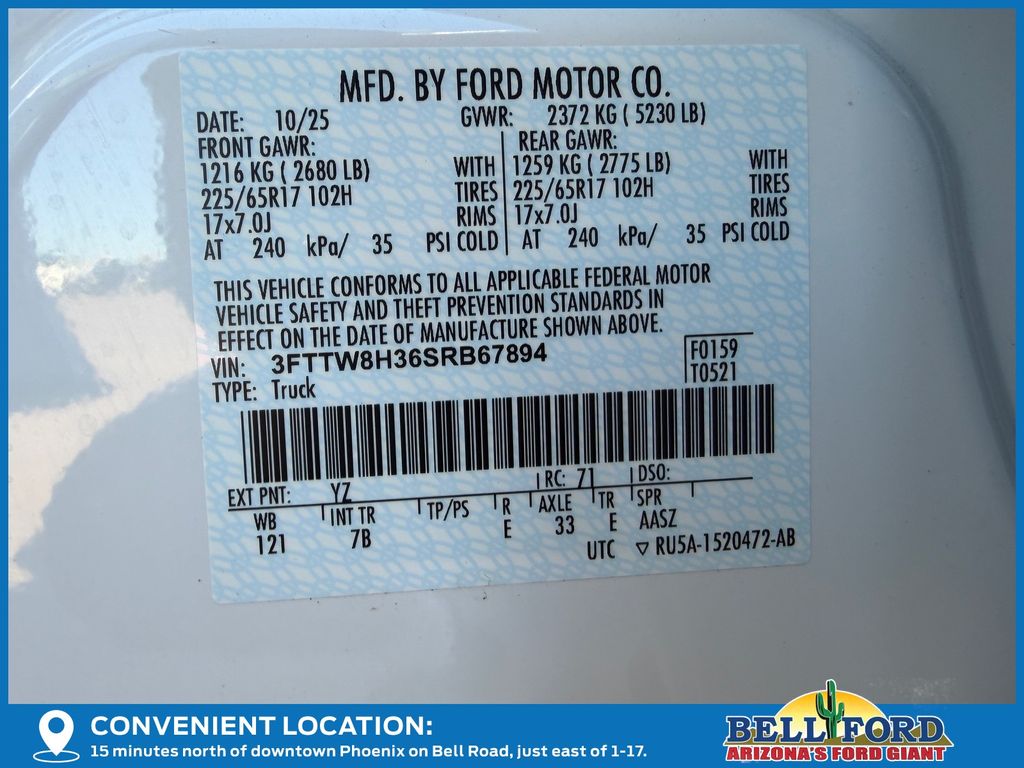 MFD. BY FORD MOTOR CO.
DATE: 10/25 GVWR: 2372 KG ( 5230 LB)
FRONT GAWR: REAR GAWR:
1216 KG ( 2680 LB) WITH 1259 KG ( 2775 LB) WITH
225/65R17 102H TIRES 225/65R17 102H TIRES
17x7.0J RIMS 17x7.0J RIMS
AT 240 kPa/ 35 PSI COLD AT 240 kPa/ 35 PSI COLD
THIS VEHICLE CONFORMS TO ALL APPLICABLE FEDERAL MOTOR
VEHICLE SAFETY AND THEFT PREVENTION STANDARDS IN
EFFECT ON THE DATE OF MANUFACTURE SHOWN ABOVE.
VIN: 3FTTW8H36SRB67894 F0159
TYPE: Truck T0521
EXT PNT: YZ RC: 71 DSO:
WB INT TR TP/PS R AXLE TR SPR
121 7B E 33 E AASZ
UTC ▽ RU5A-1520472-AB
CONVENIENT LOCATION:
15 minutes north of downtown Phoenix on Bell Road, just east of 1-17.
BELL FORD
ARIZONA'S FORD GIANT